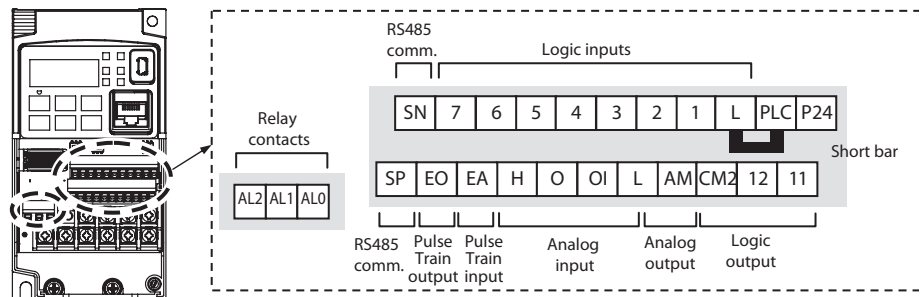 RS485
comm.
Logic inputs
SN 7 6 5 4 3 2 1 L PLC P24
Short bar
Relay
contacts
AL2 AL1 AL0
SP EO EA H O OI L AM CM2 12 11
RS485
comm.
Pulse
Train
output
Pulse
Train
input
Analog
input
Analog
output
Logic
output